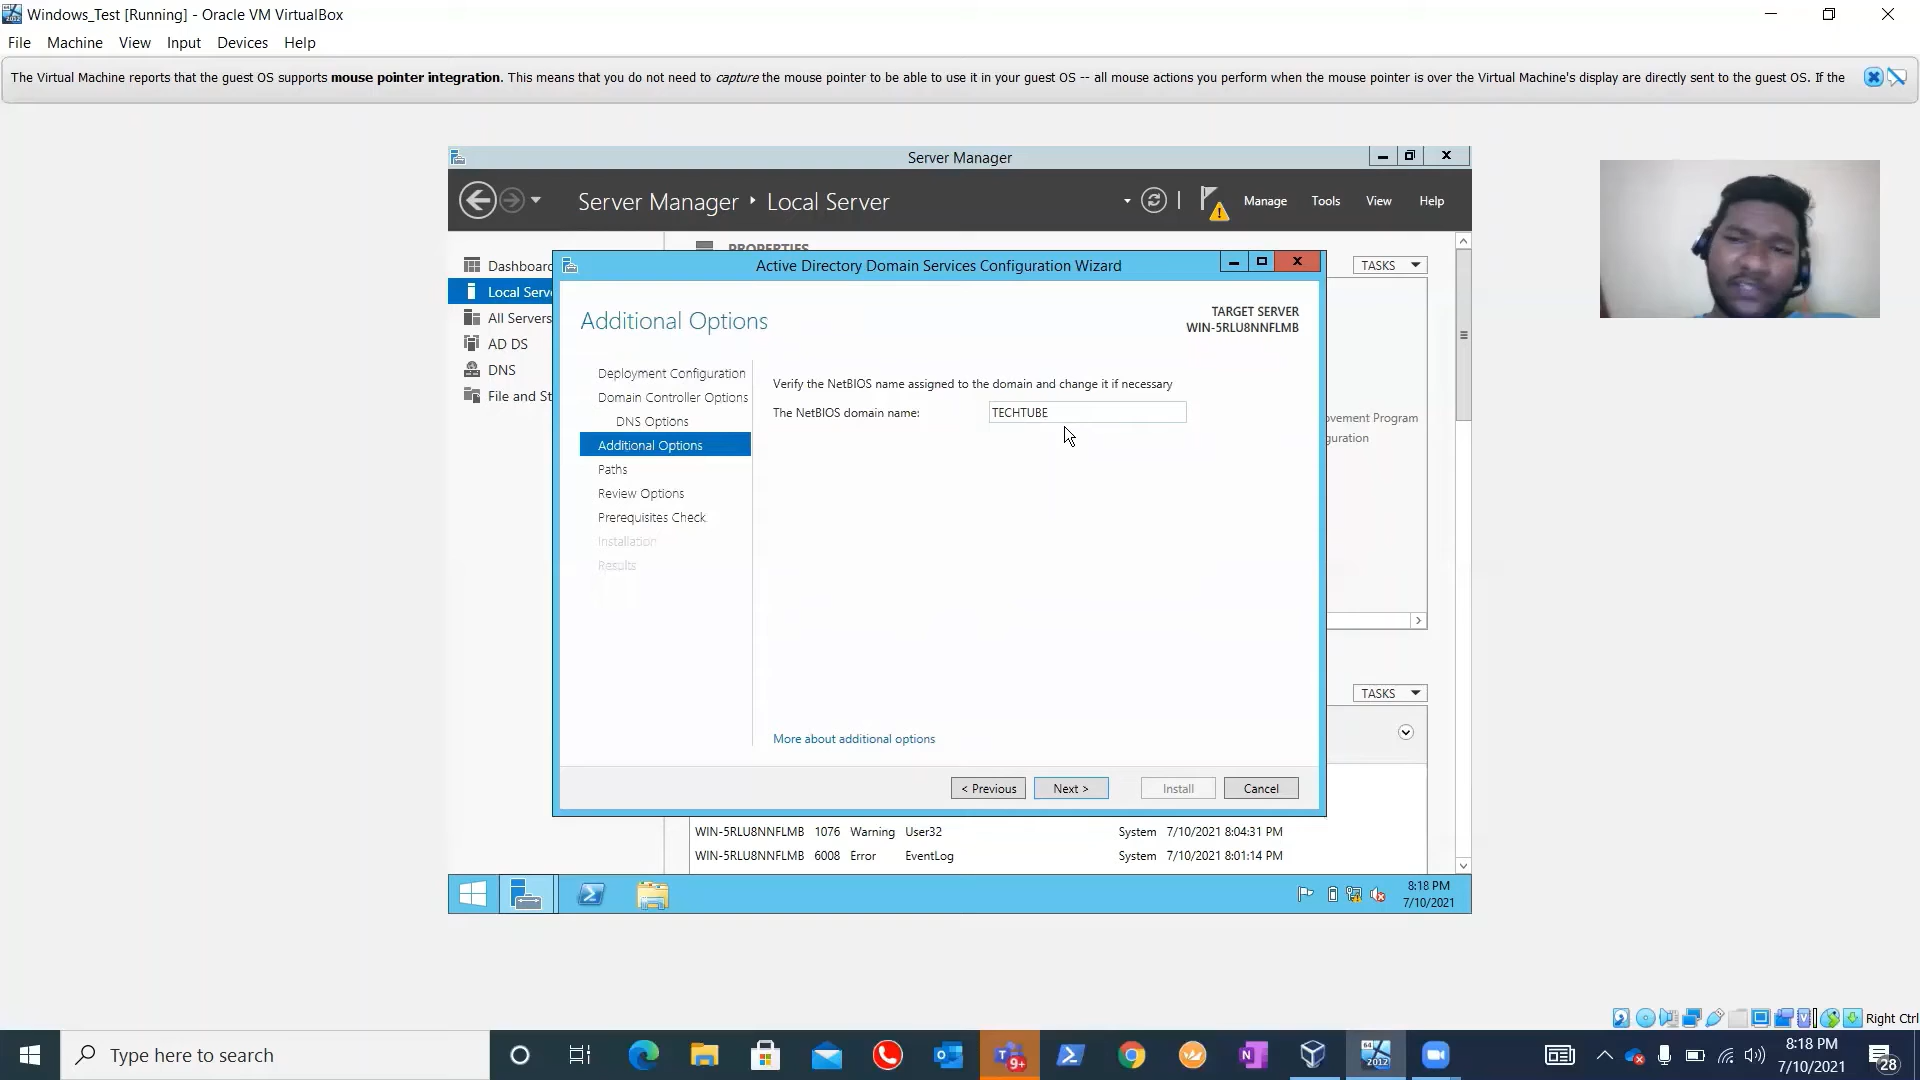 Windows_Test [Running] - Oracle VM VirtualBox
File Machine View Input Devices Help
The Virtual Machine reports that the guest OS supports mouse pointer integration. This means that you do not need to capture the mouse pointer to be able to use it in your guest OS -- all mouse actions you perform when the mouse pointer is over the Virtual Machine's display are directly sent to the guest OS. If the
Server Manager
Server Manager Local Server
Manage Tools View Help
PROPERTIES
Dashboard
Local Serve
All Servers
AD DS
DNS
File and St
TASKS
Active Directory Domain Services Configuration Wizard
Additional Options
TARGET SERVER
WIN-5RLU8NNFLMB
Deployment Configuration
Domain Controller Options
DNS Options
Additional Options
Paths
Review Options
Prerequisites Check
Installation
Results
Verify the NetBIOS name assigned to the domain and change it if necessary
The NetBIOS domain name: TECHTUBE
More about additional options
< Previous Next > Install Cancel
ovement Program
guration
TASKS
WIN-5RLU8NNFLMB 1076 Warning User32 System 7/10/2021 8:04:31 PM
WIN-5RLU8NNFLMB 6008 Error EventLog System 7/10/2021 8:01:14 PM
8:18 PM
7/10/2021
Right Ctrl
Type here to search
9+
2012
8:18 PM
7/10/2021
28